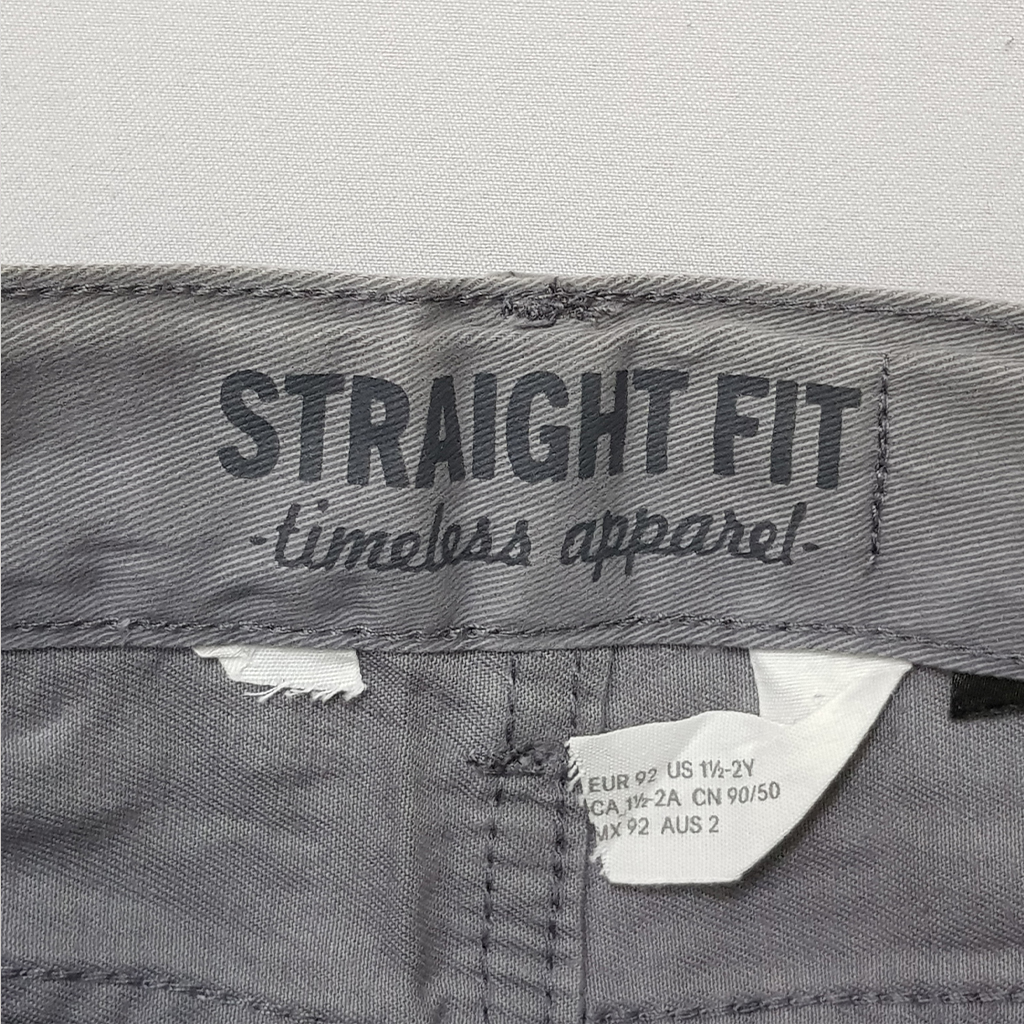 STRAIGHT FIT
-timeless apparel-
EUR 92 US 1½-2Y
CA 1½-2A CN 90/50
MX 92 AUS 2